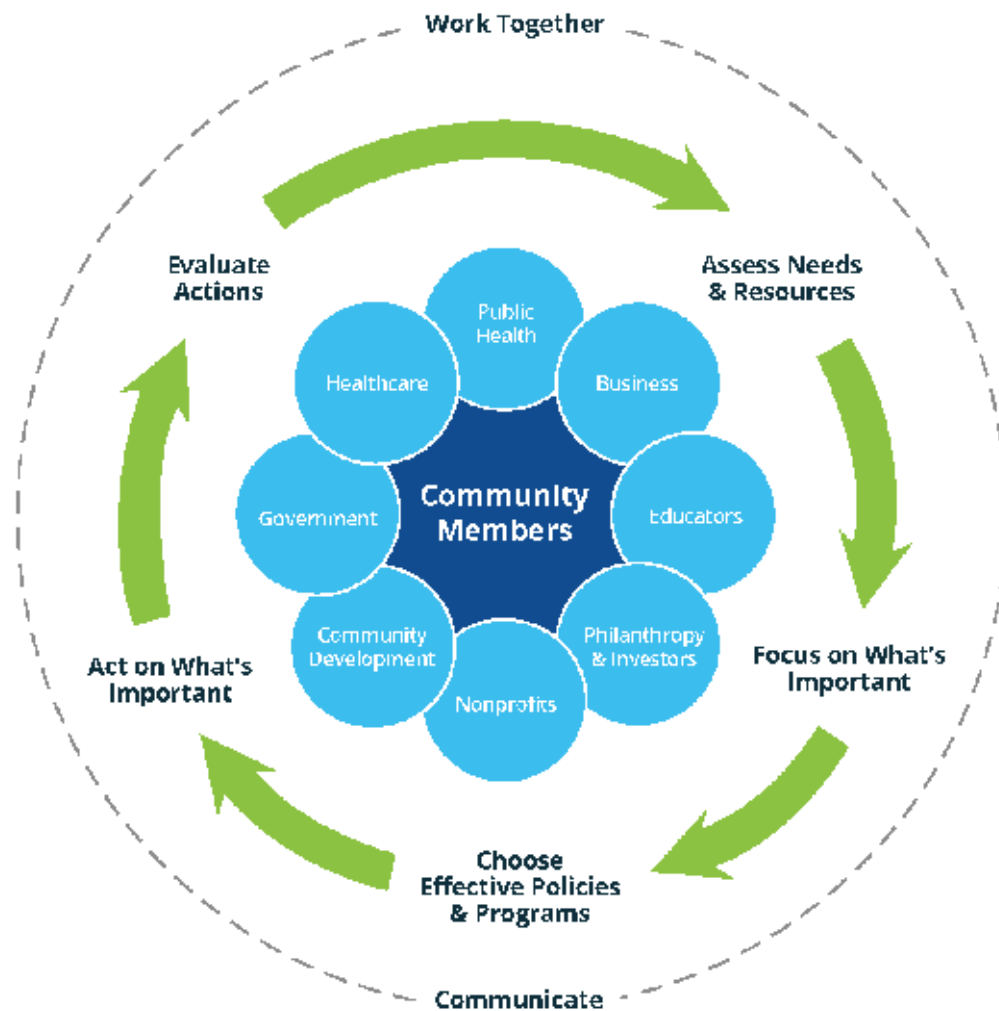 Work Together
Evaluate
Actions
Assess Needs
& Resources
Public
Health
Healthcare
Business
Community
Members
Government
Educators
Community
Development
Philanthropy
& Investors
Nonprofits
Act on What's
Important
Focus on What's
Important
Choose
Effective Policies
& Programs
Communicate